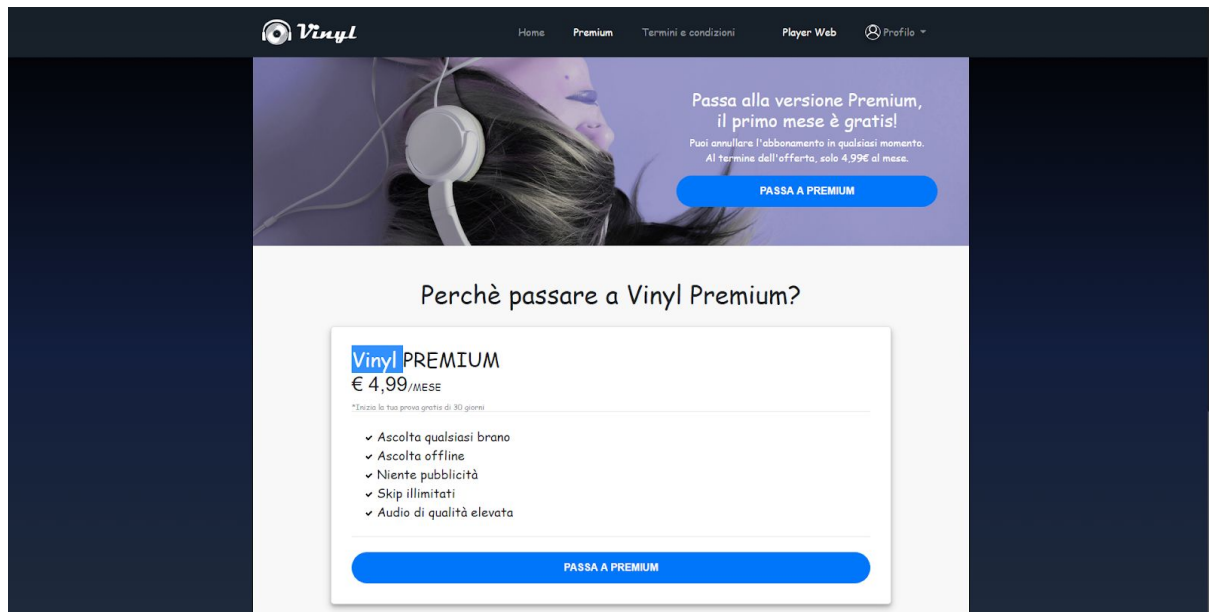 Vinyl
Home Premium Termini e condizioni Player Web Profilo
Passa alla versione Premium,
il primo mese è gratis!
Puoi annullare l'abbonamento in qualsiasi momento.
Al termine dell'offerta, solo 4,99€ al mese.
PASSA A PREMIUM
Perchè passare a Vinyl Premium?
Vinyl PREMIUM
€ 4,99/MESE
*Inizia la tua prova gratis di 30 giorni
Ascolta qualsiasi brano
Ascolta offline
Niente pubblicità
Skip illimitati
Audio di qualità elevata
PASSA A PREMIUM